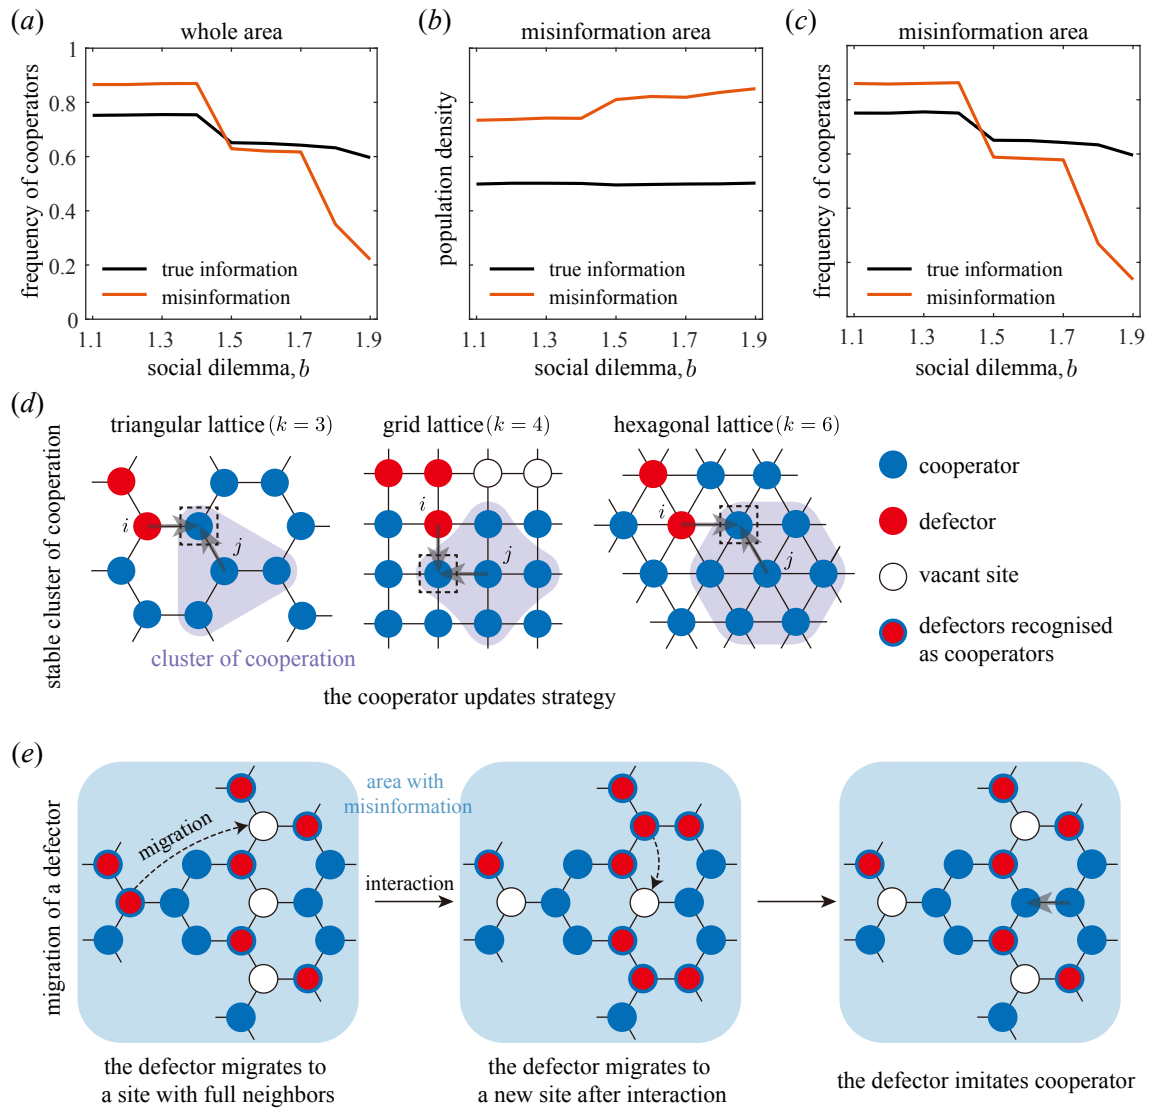 (a)
whole area
frequency of cooperators
1
0.8
0.6
0.4
0.2
0
true information
misinformation
1.1 1.3 1.5 1.7 1.9
social dilemma, b
(b)
misinformation area
population density
true information
misinformation
1.1 1.3 1.5 1.7 1.9
social dilemma, b
(c)
misinformation area
frequency of cooperators
true information
misinformation
1.1 1.3 1.5 1.7 1.9
social dilemma, b
(d)
stable cluster of cooperation
triangular lattice (k = 3)
i
j
cluster of cooperation
grid lattice (k = 4)
i
j
hexagonal lattice (k = 6)
i
j
the cooperator updates strategy
cooperator
defector
vacant site
defectors recognised
as cooperators
(e)
migration of a defector
migration
area with
misinformation
interaction
the defector migrates to
a site with full neighbors
the defector migrates to
a new site after interaction
the defector imitates cooperator